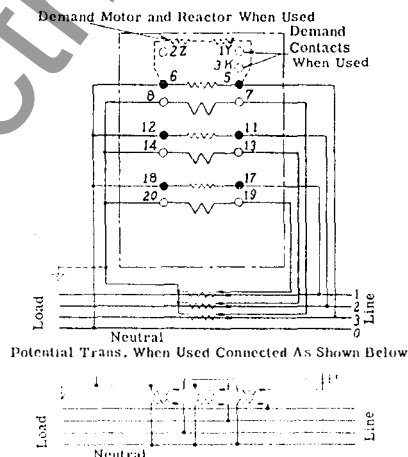 Demand Motor and Reactor When Used
Demand
Contacts
When Used
2Z 1Y
3K
6 5
8 7
12 11
14 13
18 17
20 19
Load
1
2
3
0
Line
Neutral
Potential Trans. When Used Connected As Shown Below
Load
Line
Neutral